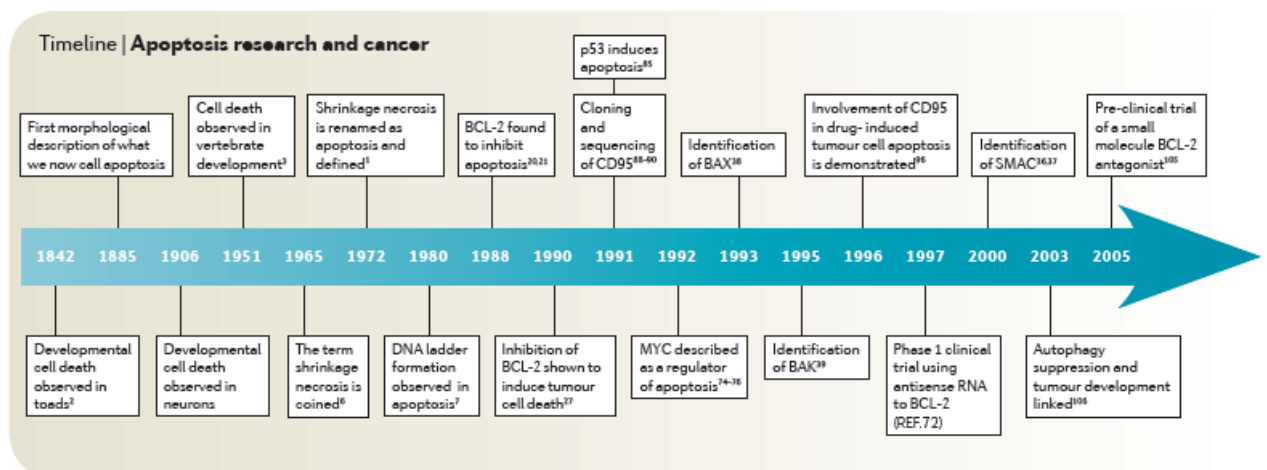 Timeline | Apoptosis research and cancer
p53 induces
apoptosis⁸⁵
First morphological
description of what
we now call apoptosis
Cell death
observed in
vertebrate
development³
Shrinkage necrosis
is renamed as
apoptosis and
defined¹
BCL-2 found
to inhibit
apoptosis²⁰,²¹
Cloning
and
sequencing
of CD95⁸⁸⁻⁹⁰
Identification
of BAX³⁸
Involvement of CD95
in drug- induced
tumour cell apoptosis
is demonstrated⁹⁶
Identification
of SMAC³⁶,³⁷
Pre-clinical trial
of a small
molecule BCL-2
antagonist¹⁰⁵
1842 1885 1906 1951 1965 1972 1980 1988 1990 1991 1992 1993 1995 1996 1997 2000 2003 2005
Developmental
cell death
observed in
toads²
Developmental
cell death
observed in
neurons
The term
shrinkage
necrosis is
coined⁶
DNA ladder
formation
observed in
apoptosis⁷
Inhibition of
BCL-2 shown to
induce tumour
cell death²⁷
MYC described
as a regulator
of apoptosis⁷⁴⁻⁷⁶
Identification
of BAK³⁹
Phase 1 clinical
trial using
antisense RNA
to BCL-2
(REF.72)
Autophagy
suppression and
tumour development
linked¹⁰⁶